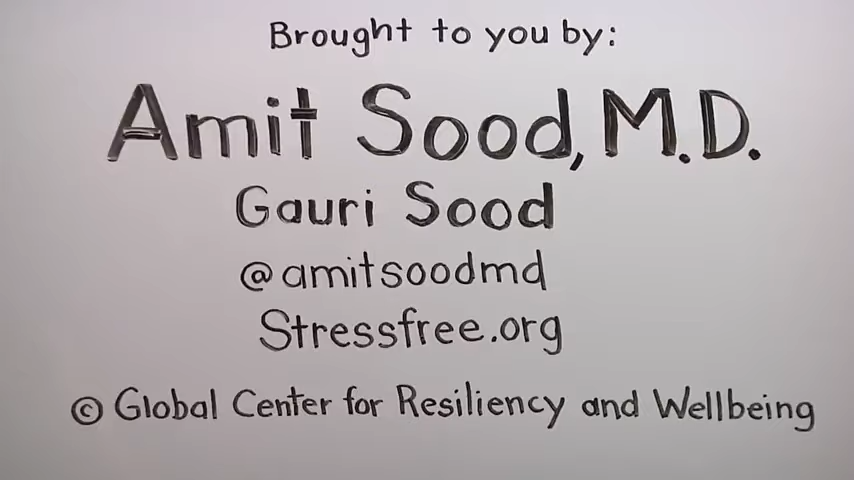 Brought to you by:
Amit Sood, M.D.
Gauri Sood
@amitsoodmd
Stressfree.org
© Global Center for Resiliency and Wellbeing